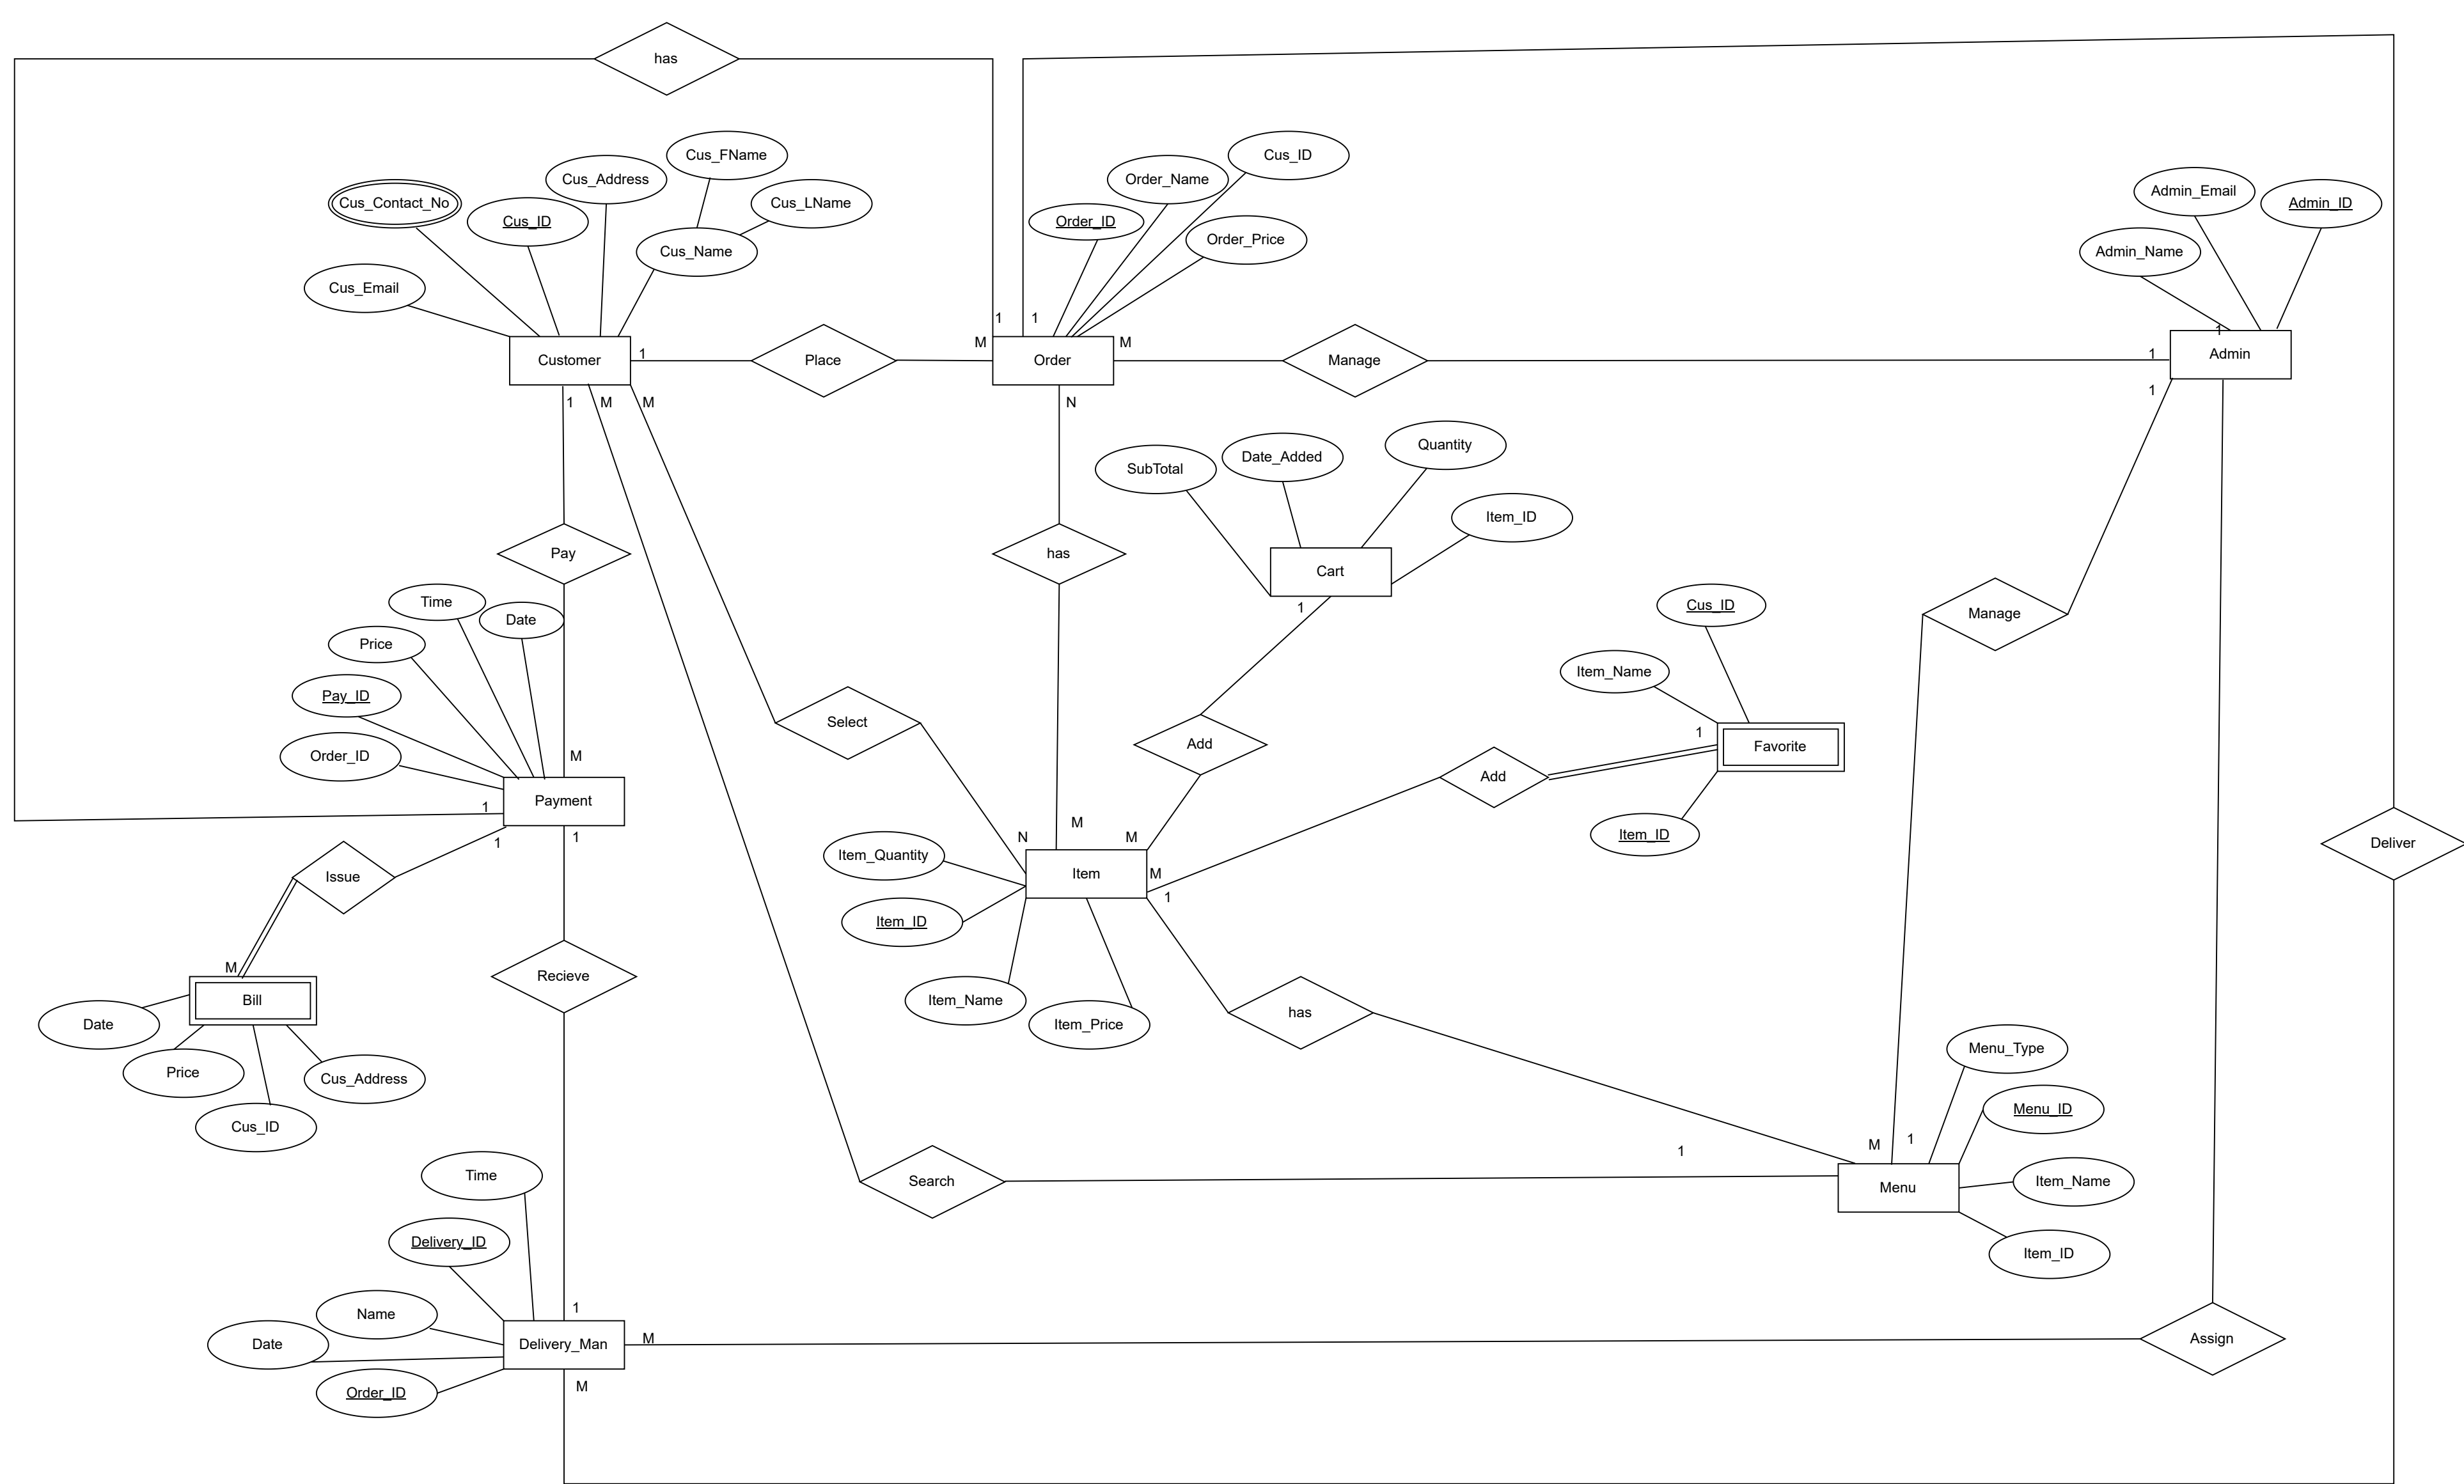 has
Cus_FName
Cus_ID
Cus_Address
Order_Name
Admin_Email
Cus_Contact_No
Cus_LName
Admin_ID
Cus_ID
Order_ID
Order_Price
Cus_Name
Admin_Name
Cus_Email
1
1
1
M
M
Customer
1
Place
Order
Manage
1
Admin
1
1
M
M
N
Quantity
SubTotal
Date_Added
Item_ID
Pay
has
Cart
1
Time
Date
Cus_ID
Manage
Price
Item_Name
Pay_ID
Select
Add
1
Favorite
Order_ID
M
Add
Payment
1
M
1
1
N
M
Item_ID
Deliver
Issue
Item_Quantity
Item
M
1
Item_ID
M
Recieve
Bill
Item_Name
has
Date
Item_Price
Menu_Type
Price
Cus_Address
Menu_ID
Cus_ID
1
M
1
Time
Search
Menu
Item_Name
Delivery_ID
Item_ID
Name
1
Date
Delivery_Man
M
Assign
Order_ID
M